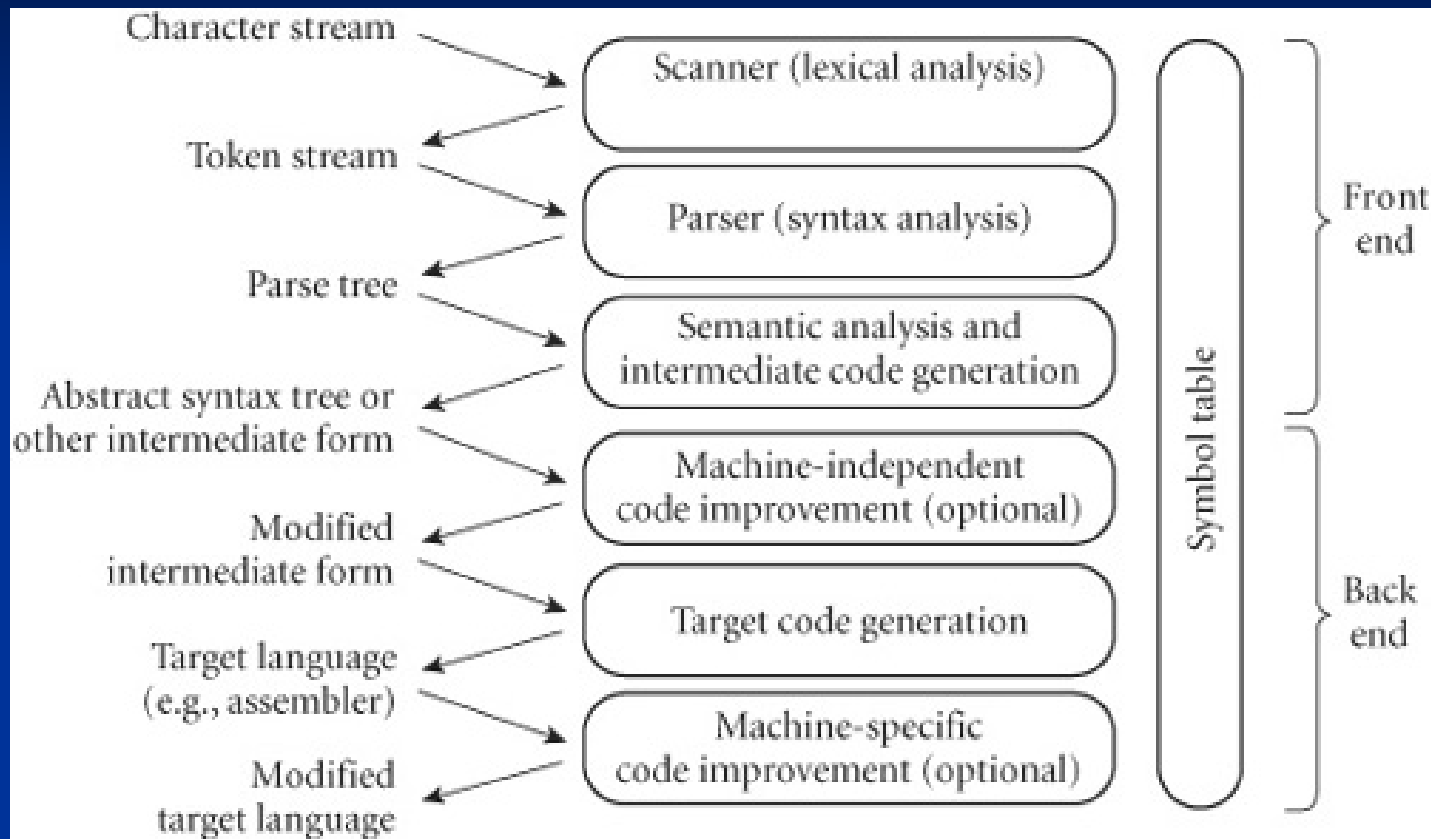 Character stream
Scanner (lexical analysis)
Token stream
Parser (syntax analysis)
Parse tree
Semantic analysis and
intermediate code generation
Abstract syntax tree or
other intermediate form
Machine-independent
code improvement (optional)
Modified
intermediate form
Target code generation
Target language
(e.g., assembler)
Machine-specific
code improvement (optional)
Modified
target language
Symbol table
Front
end
Back
end